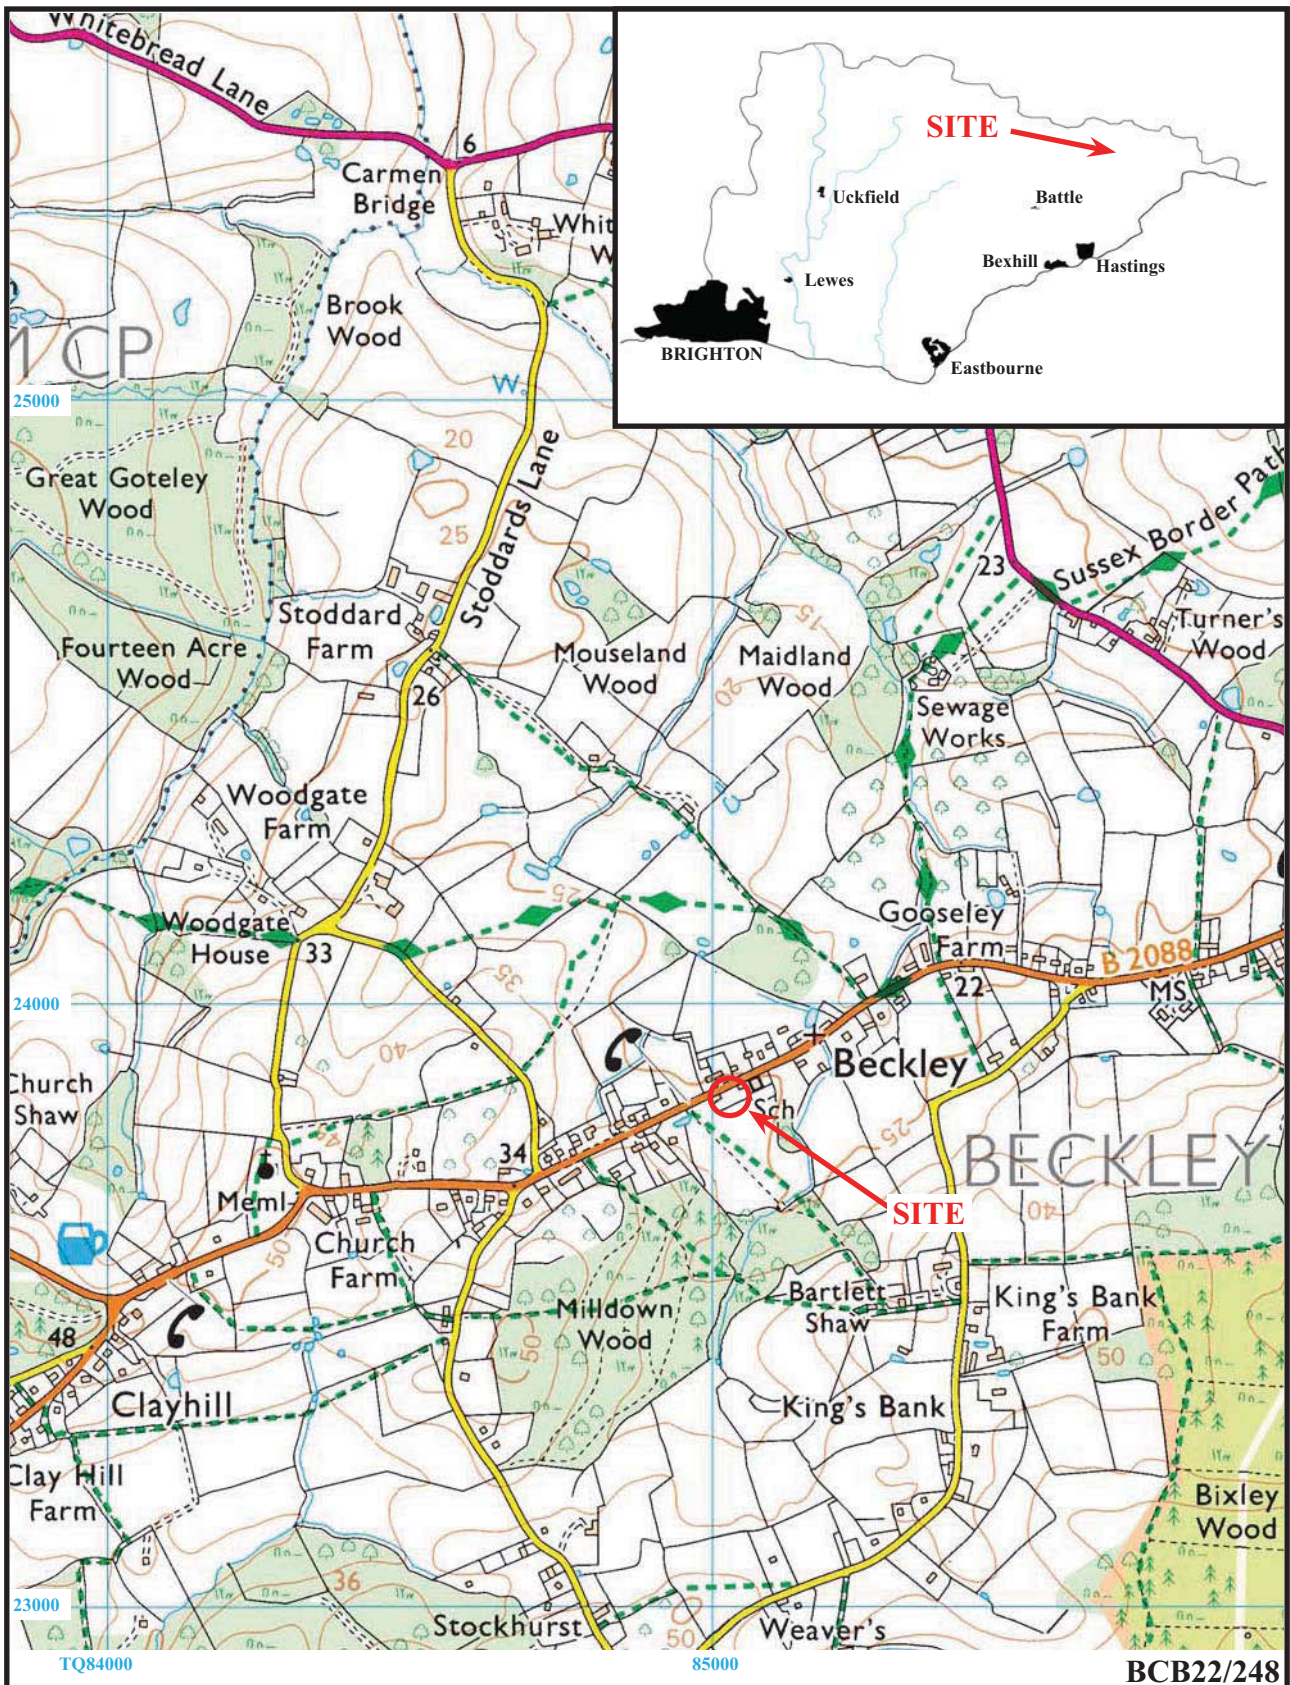 Whitebread Lane
6
Carmen
Bridge
Whit
W
Brook
Wood
M CP
W
25000
SITE
Uckfield
Battle
Bexhill
Hastings
Lewes
BRIGHTON
Eastbourne
20
25
Great Goteley
Wood
Stoddards Lane
Sussex Border Path
23
Stoddard
Farm
Fourteen Acre
Wood
26
Mouseland
Wood
Maidland
Wood
15
20
Turner's
Wood
Sewage
Works
Woodgate
Farm
25
Woodgate
House
33
35
Gooseley
Farm
B 2088
22
MS
24000
40
Beckley
Church
Shaw
Sch
25
34
BECKLEY
Meml
SITE
40
50
Church
Farm
Bartlett
Shaw
King's Bank
Farm
Milldown
Wood
50
50
48
Clayhill
King's Bank
Clay Hill
Farm
Bixley
Wood
36
23000
Stockhurst
50
Weaver's
TQ84000
85000
BCB22/248